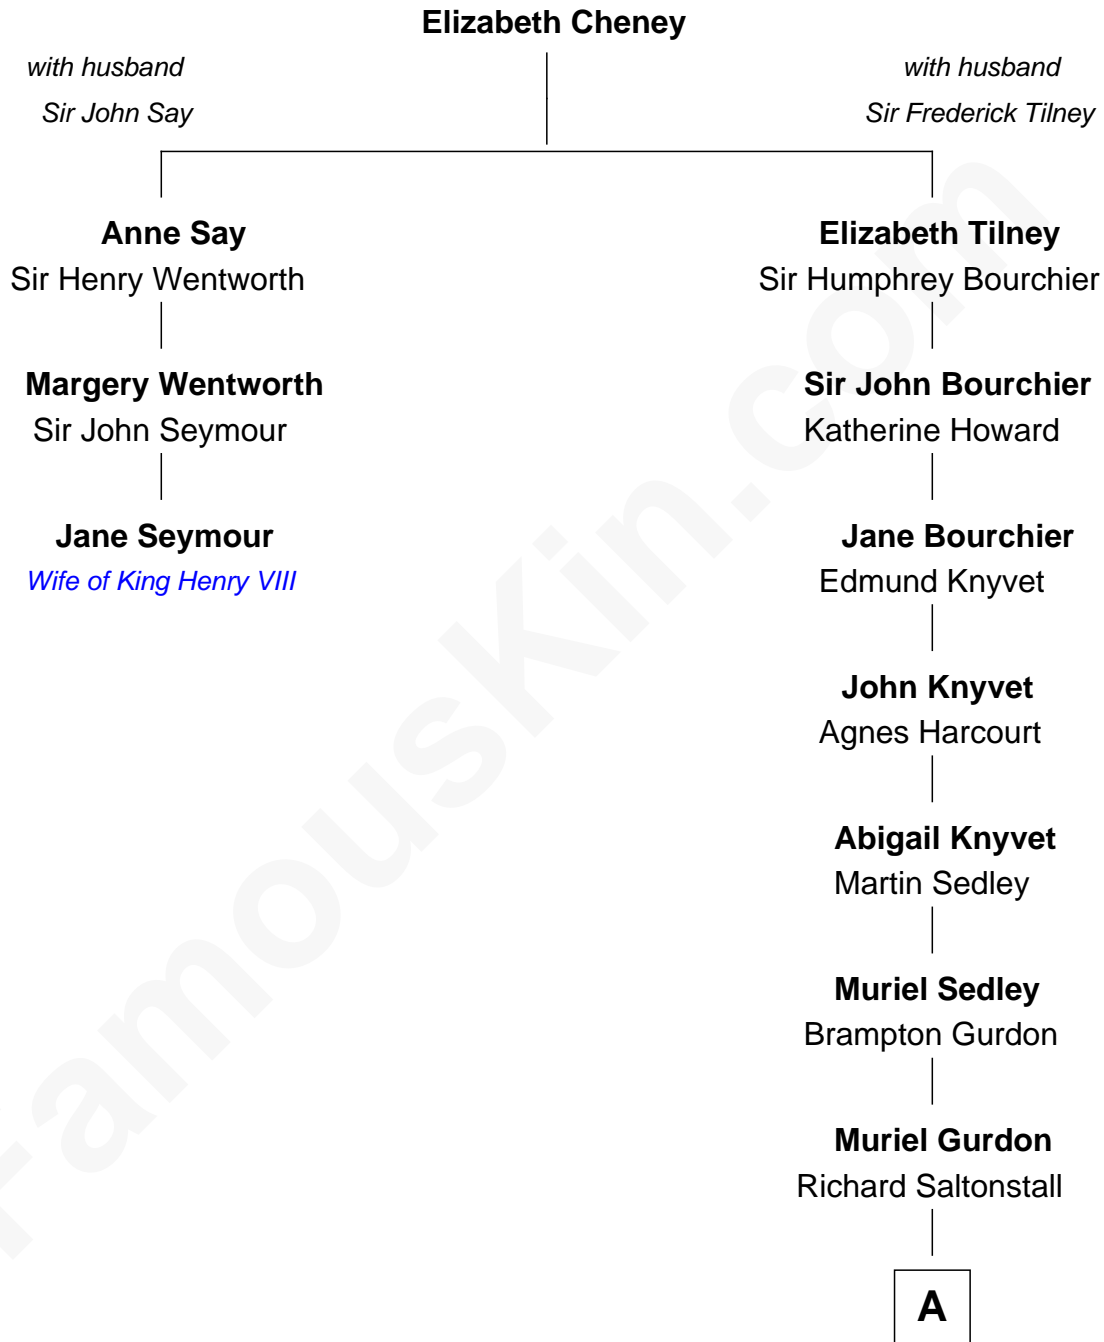 Elizabeth Cheney
with husband
Sir John Say
with husband
Sir Frederick Tilney
Anne Say
Sir Henry Wentworth
Elizabeth Tilney
Sir Humphrey Bourchier
Margery Wentworth
Sir John Seymour
Sir John Bourchier
Katherine Howard
Jane Seymour
Wife of King Henry VIII
Jane Bourchier
Edmund Knyvet
John Knyvet
Agnes Harcourt
Abigail Knyvet
Martin Sedley
Muriel Sedley
Brampton Gurdon
Muriel Gurdon
Richard Saltonstall
A
FamousKin.com